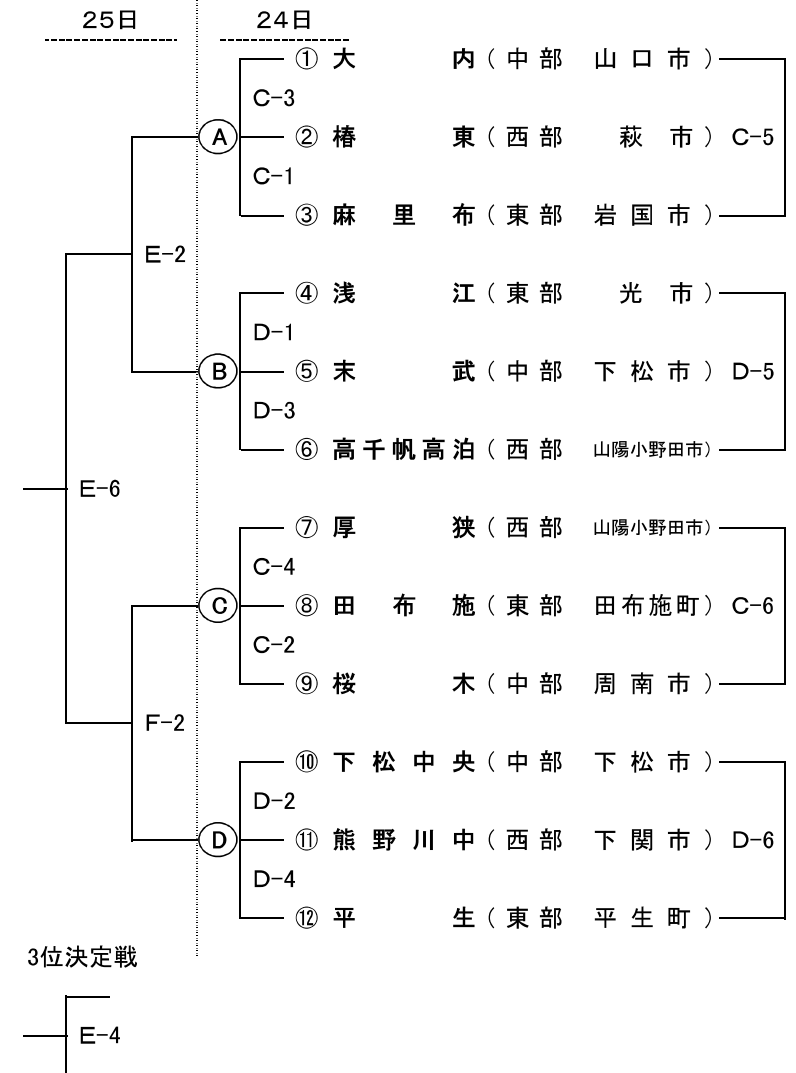 25日 24日
① 大内 (中部 山口市)
C-3
A ② 椿東 (西部 萩市) C-5
C-1
③ 麻里布 (東部 岩国市)
E-2
④ 浅江 (東部 光市)
D-1
B ⑤ 末武 (中部 下松市) D-5
D-3
⑥ 高千帆高泊 (西部 山陽小野田市)
E-6
⑦ 厚狭 (西部 山陽小野田市)
C-4
C ⑧ 田布施 (東部 田布施町) C-6
C-2
⑨ 桜木 (中部 周南市)
F-2
⑩ 下松中央 (中部 下松市)
D-2
D ⑪ 熊野川中 (西部 下関市) D-6
D-4
⑫ 平生 (東部 平生町)
3位決定戦
E-4